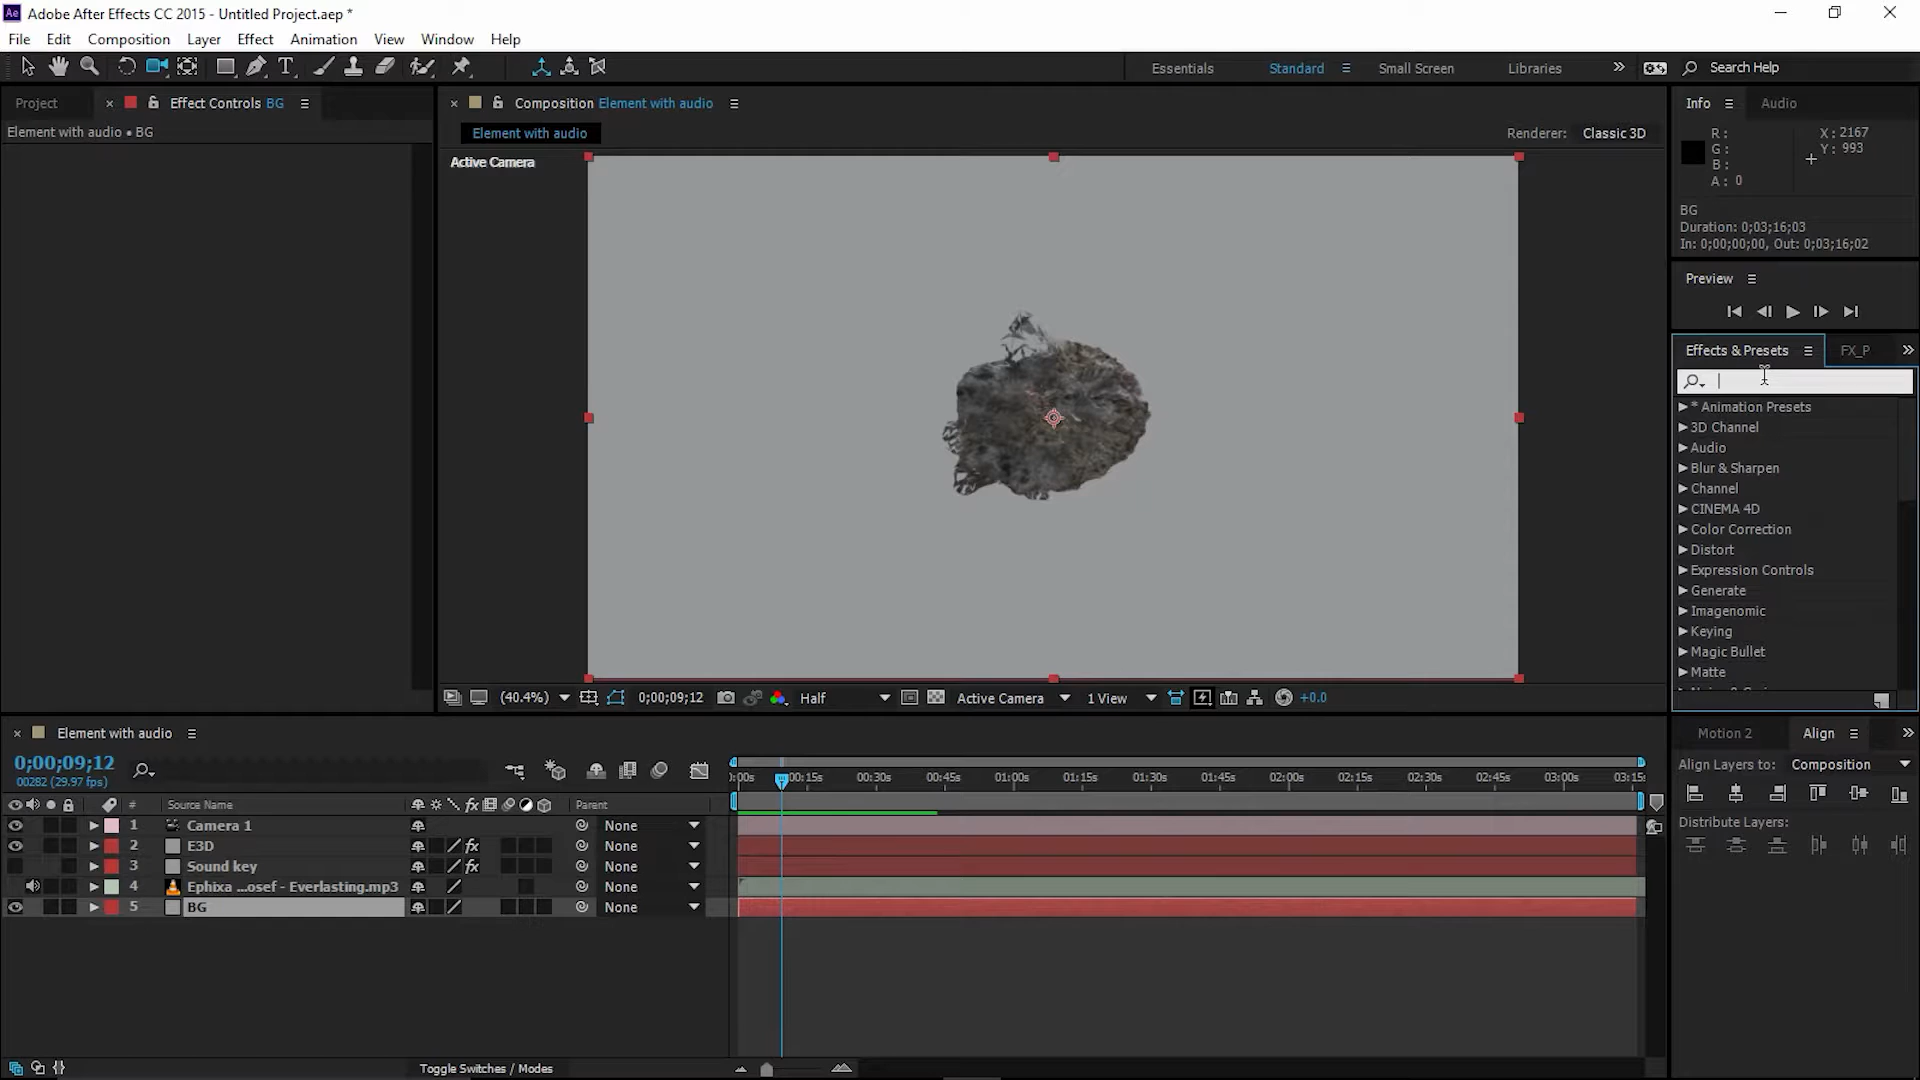 Adobe After Effects CC 2015 - Untitled Project.aep *
File Edit Composition Layer Effect Animation View Window Help
Essentials Standard Small Screen Libraries Search Help
Project Effect Controls BG
Element with audio • BG
Composition Element with audio
Element with audio
Renderer: Classic 3D
Active Camera
Info Audio
R:
G:
B:
A: 0
X: 2167
Y: 993
BG
Duration: 0;03;16;03
In: 0;00;00;00, Out: 0;03;16;02
Preview
Effects & Presets FX_P
* Animation Presets
3D Channel
Audio
Blur & Sharpen
Channel
CINEMA 4D
Color Correction
Distort
Expression Controls
Generate
Imagenomic
Keying
Magic Bullet
Matte
(40.4%) 0;00;09;12 Half Active Camera 1 View +0.0
Element with audio
0;00;09;12
00282 (29.97 fps)
00s 00:15s 00:30s 00:45s 01:00s 01:15s 01:30s 01:45s 02:00s 02:15s 02:30s 02:45s 03:00s 03:15s
# Source Name Parent
1 Camera 1 None
2 E3D fx None
3 Sound key fx None
4 Ephixa ...osef - Everlasting.mp3 None
5 BG None
Toggle Switches / Modes
Motion 2 Align
Align Layers to: Composition
Distribute Layers: